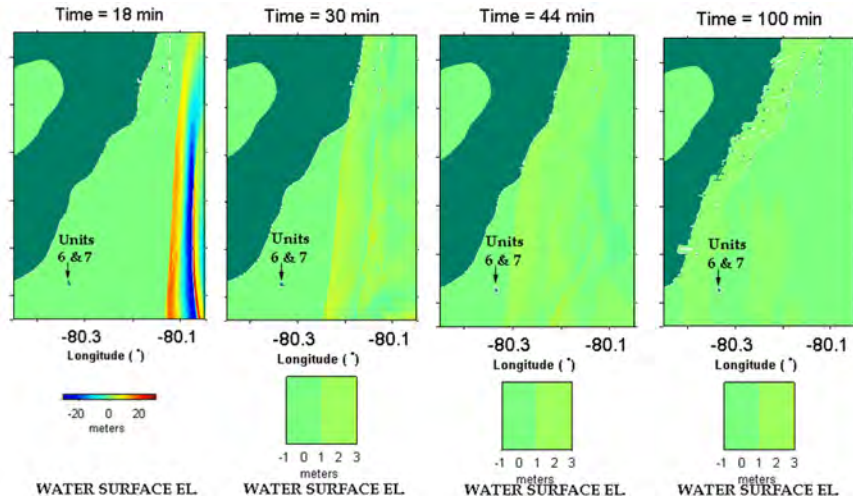 Time = 18 min
Time = 30 min
Time = 44 min
Time = 100 min
Units
6 & 7
Units
6 & 7
Units
6 & 7
Units
6 & 7
-80.3 -80.1
-80.3 -80.1
-80.3 -80.1
-80.3 -80.1
Longitude ( ° )
Longitude ( ° )
Longitude ( ° )
Longitude ( ° )
-20 0 20
meters
-1 0 1 2 3
meters
-1 0 1 2 3
meters
-1 0 1 2 3
meters
WATER SURFACE EL.
WATER SURFACE EL.
WATER SURFACE EL.
WATER SURFACE EL.